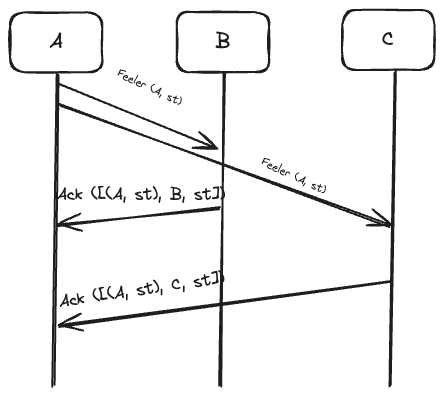 A
B
C
Feeler (A, st)
Feeler (A, st)
Ack ([(A, st), B, st])
Ack ([(A, st), C, st])